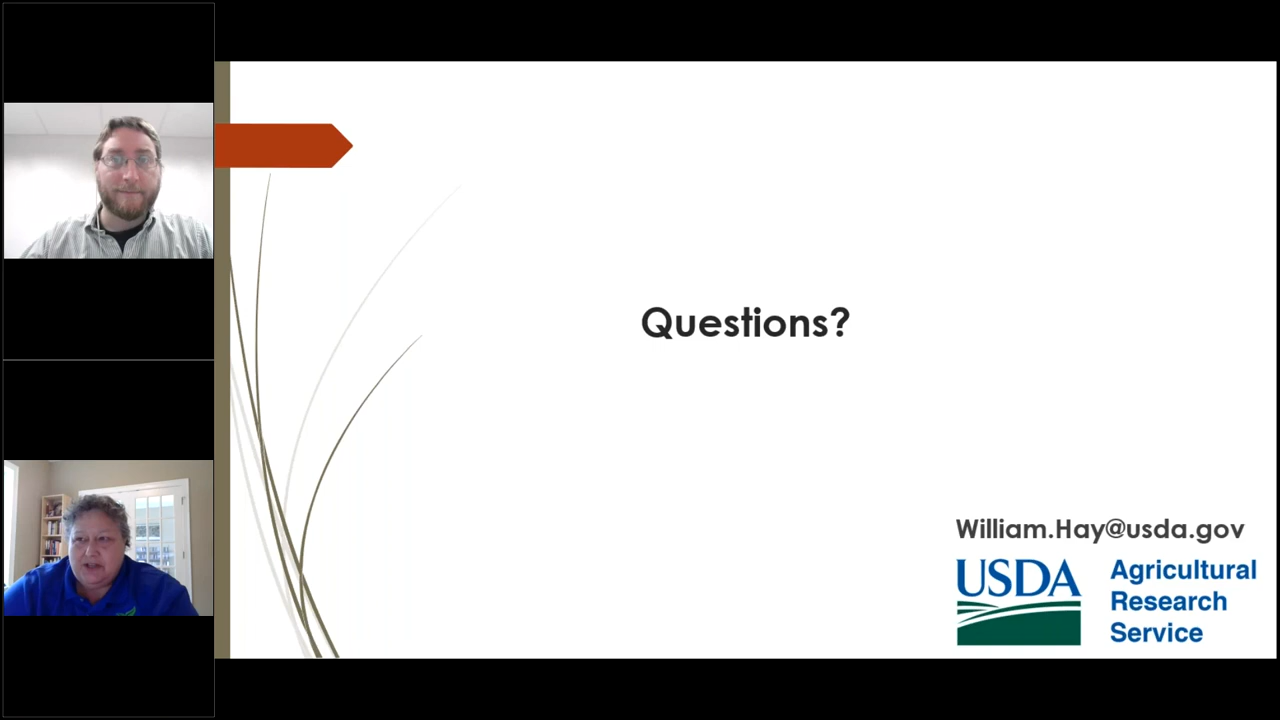 Questions?
William.Hay@usda.gov
USDA
Agricultural
Research
Service